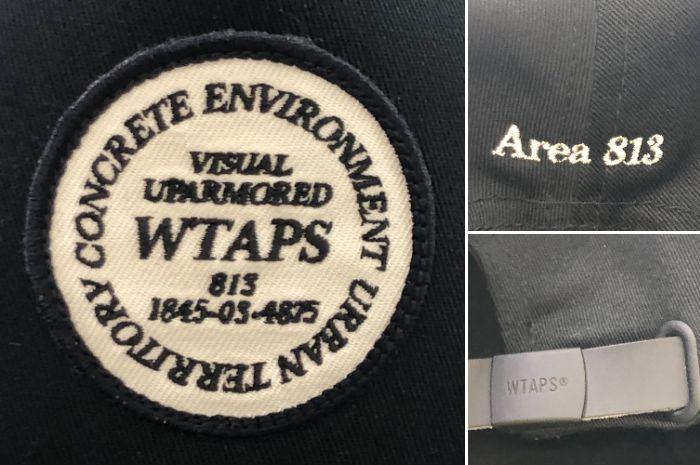 CONCRETE ENVIRONMENT URBAN TERRITORY
VISUAL
UPARMORED
WTAPS
813
1845-03-4875
Area 813
WTAPS®